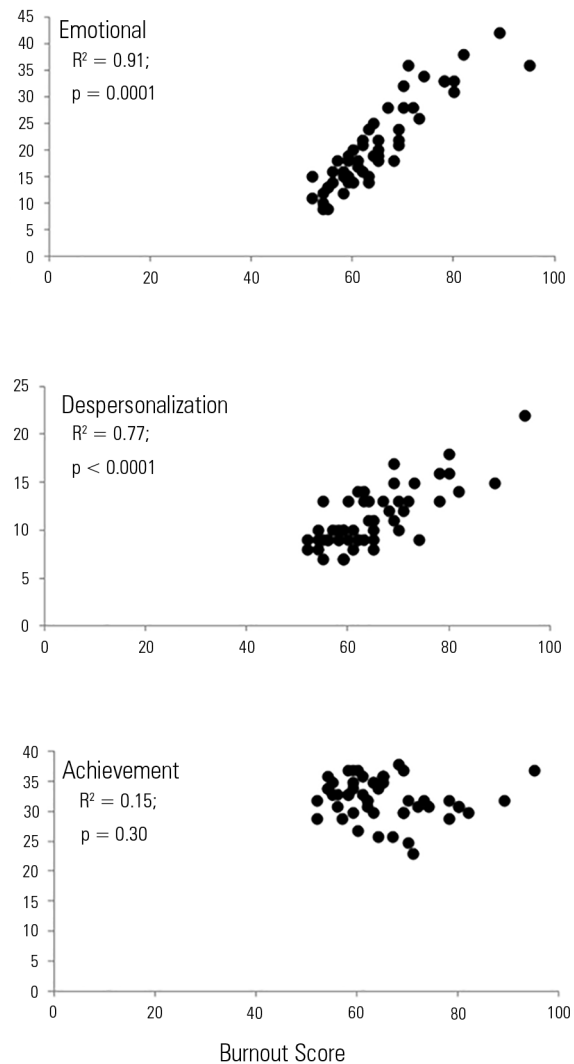 Emotional
R² = 0.91;
p = 0.0001
45
40
35
30
25
20
15
10
5
0
0 20 40 60 80 100
Despersonalization
R² = 0.77;
p < 0.0001
25
20
15
10
5
0
0 20 40 60 80 100
Achievement
R² = 0.15;
p = 0.30
40
35
30
25
20
15
10
5
0
0 20 40 60 80 100
Burnout Score